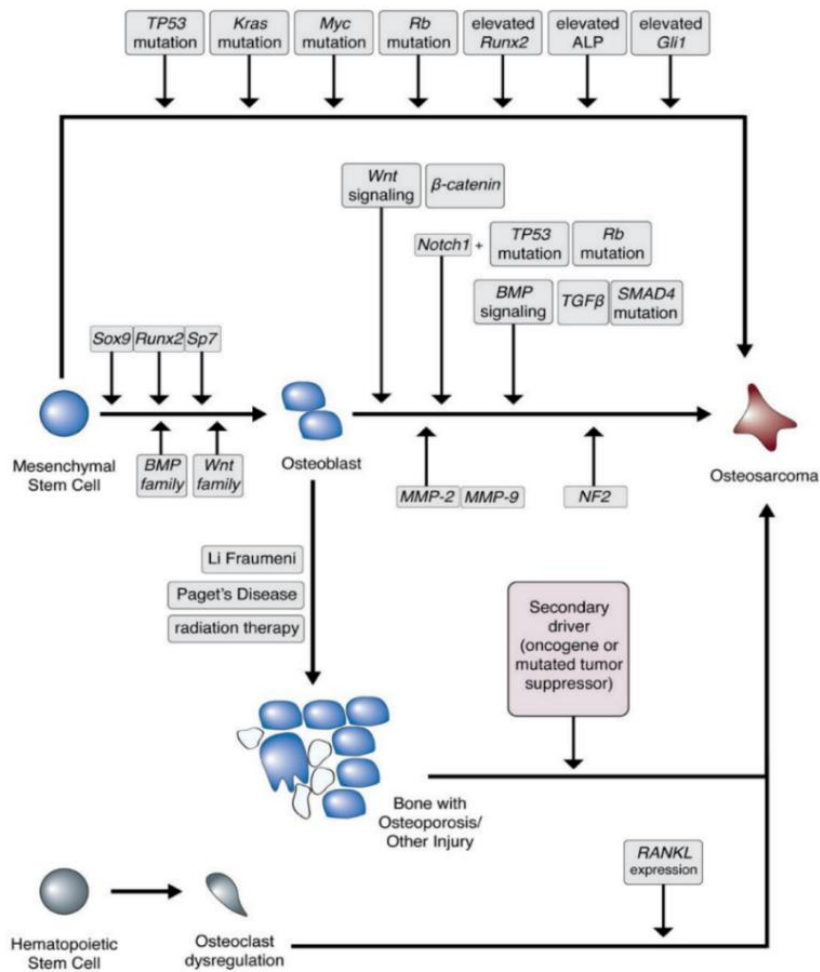 TP53 mutation
Kras mutation
Myc mutation
Rb mutation
elevated Runx2
elevated ALP
elevated Gli1
Wnt signaling
β-catenin
Notch1 +
TP53 mutation
Rb mutation
BMP signaling
TGFβ
SMAD4 mutation
Sox9 Runx2 Sp7
Mesenchymal
Stem Cell
BMP family
Wnt family
Osteoblast
MMP-2 MMP-9
NF2
Osteosarcoma
Li Fraumeni
Paget's Disease
radiation therapy
Secondary
driver
(oncogene or
mutated tumor
suppressor)
Bone with
Osteoporosis/
Other Injury
RANKL
expression
Hematopoietic
Stem Cell
Osteoclast
dysregulation